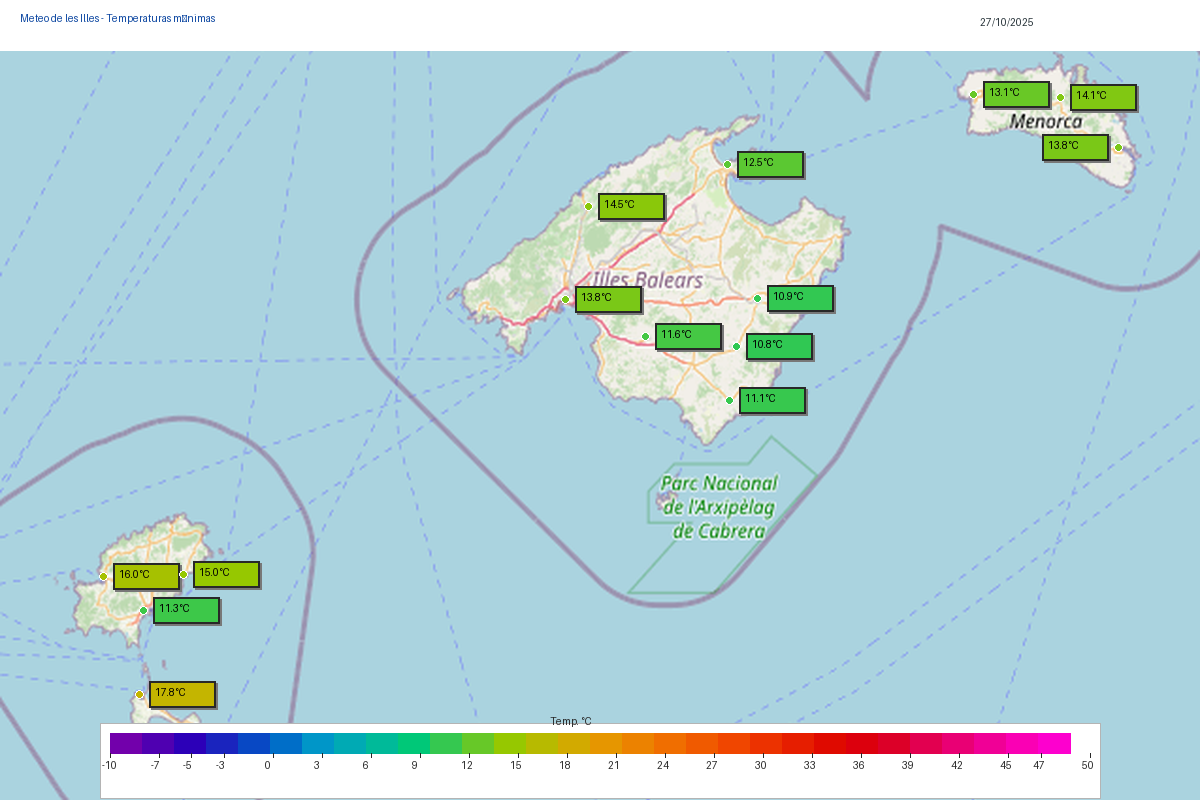 Meteo de les Illes - Temperaturas m�nimas
27/10/2025
13.1°C
14.1°C
Menorca
13.8°C
12.5°C
14.5°C
Illes Balears
13.8°C
10.9°C
11.6°C
10.8°C
11.1°C
Parc Nacional
de l'Arxipèlag
de Cabrera
16.0°C
15.0°C
11.3°C
17.8°C
Temp. °C
-10 -7 -5 -3 0 3 6 9 12 15 18 21 24 27 30 33 36 39 42 45 47 50